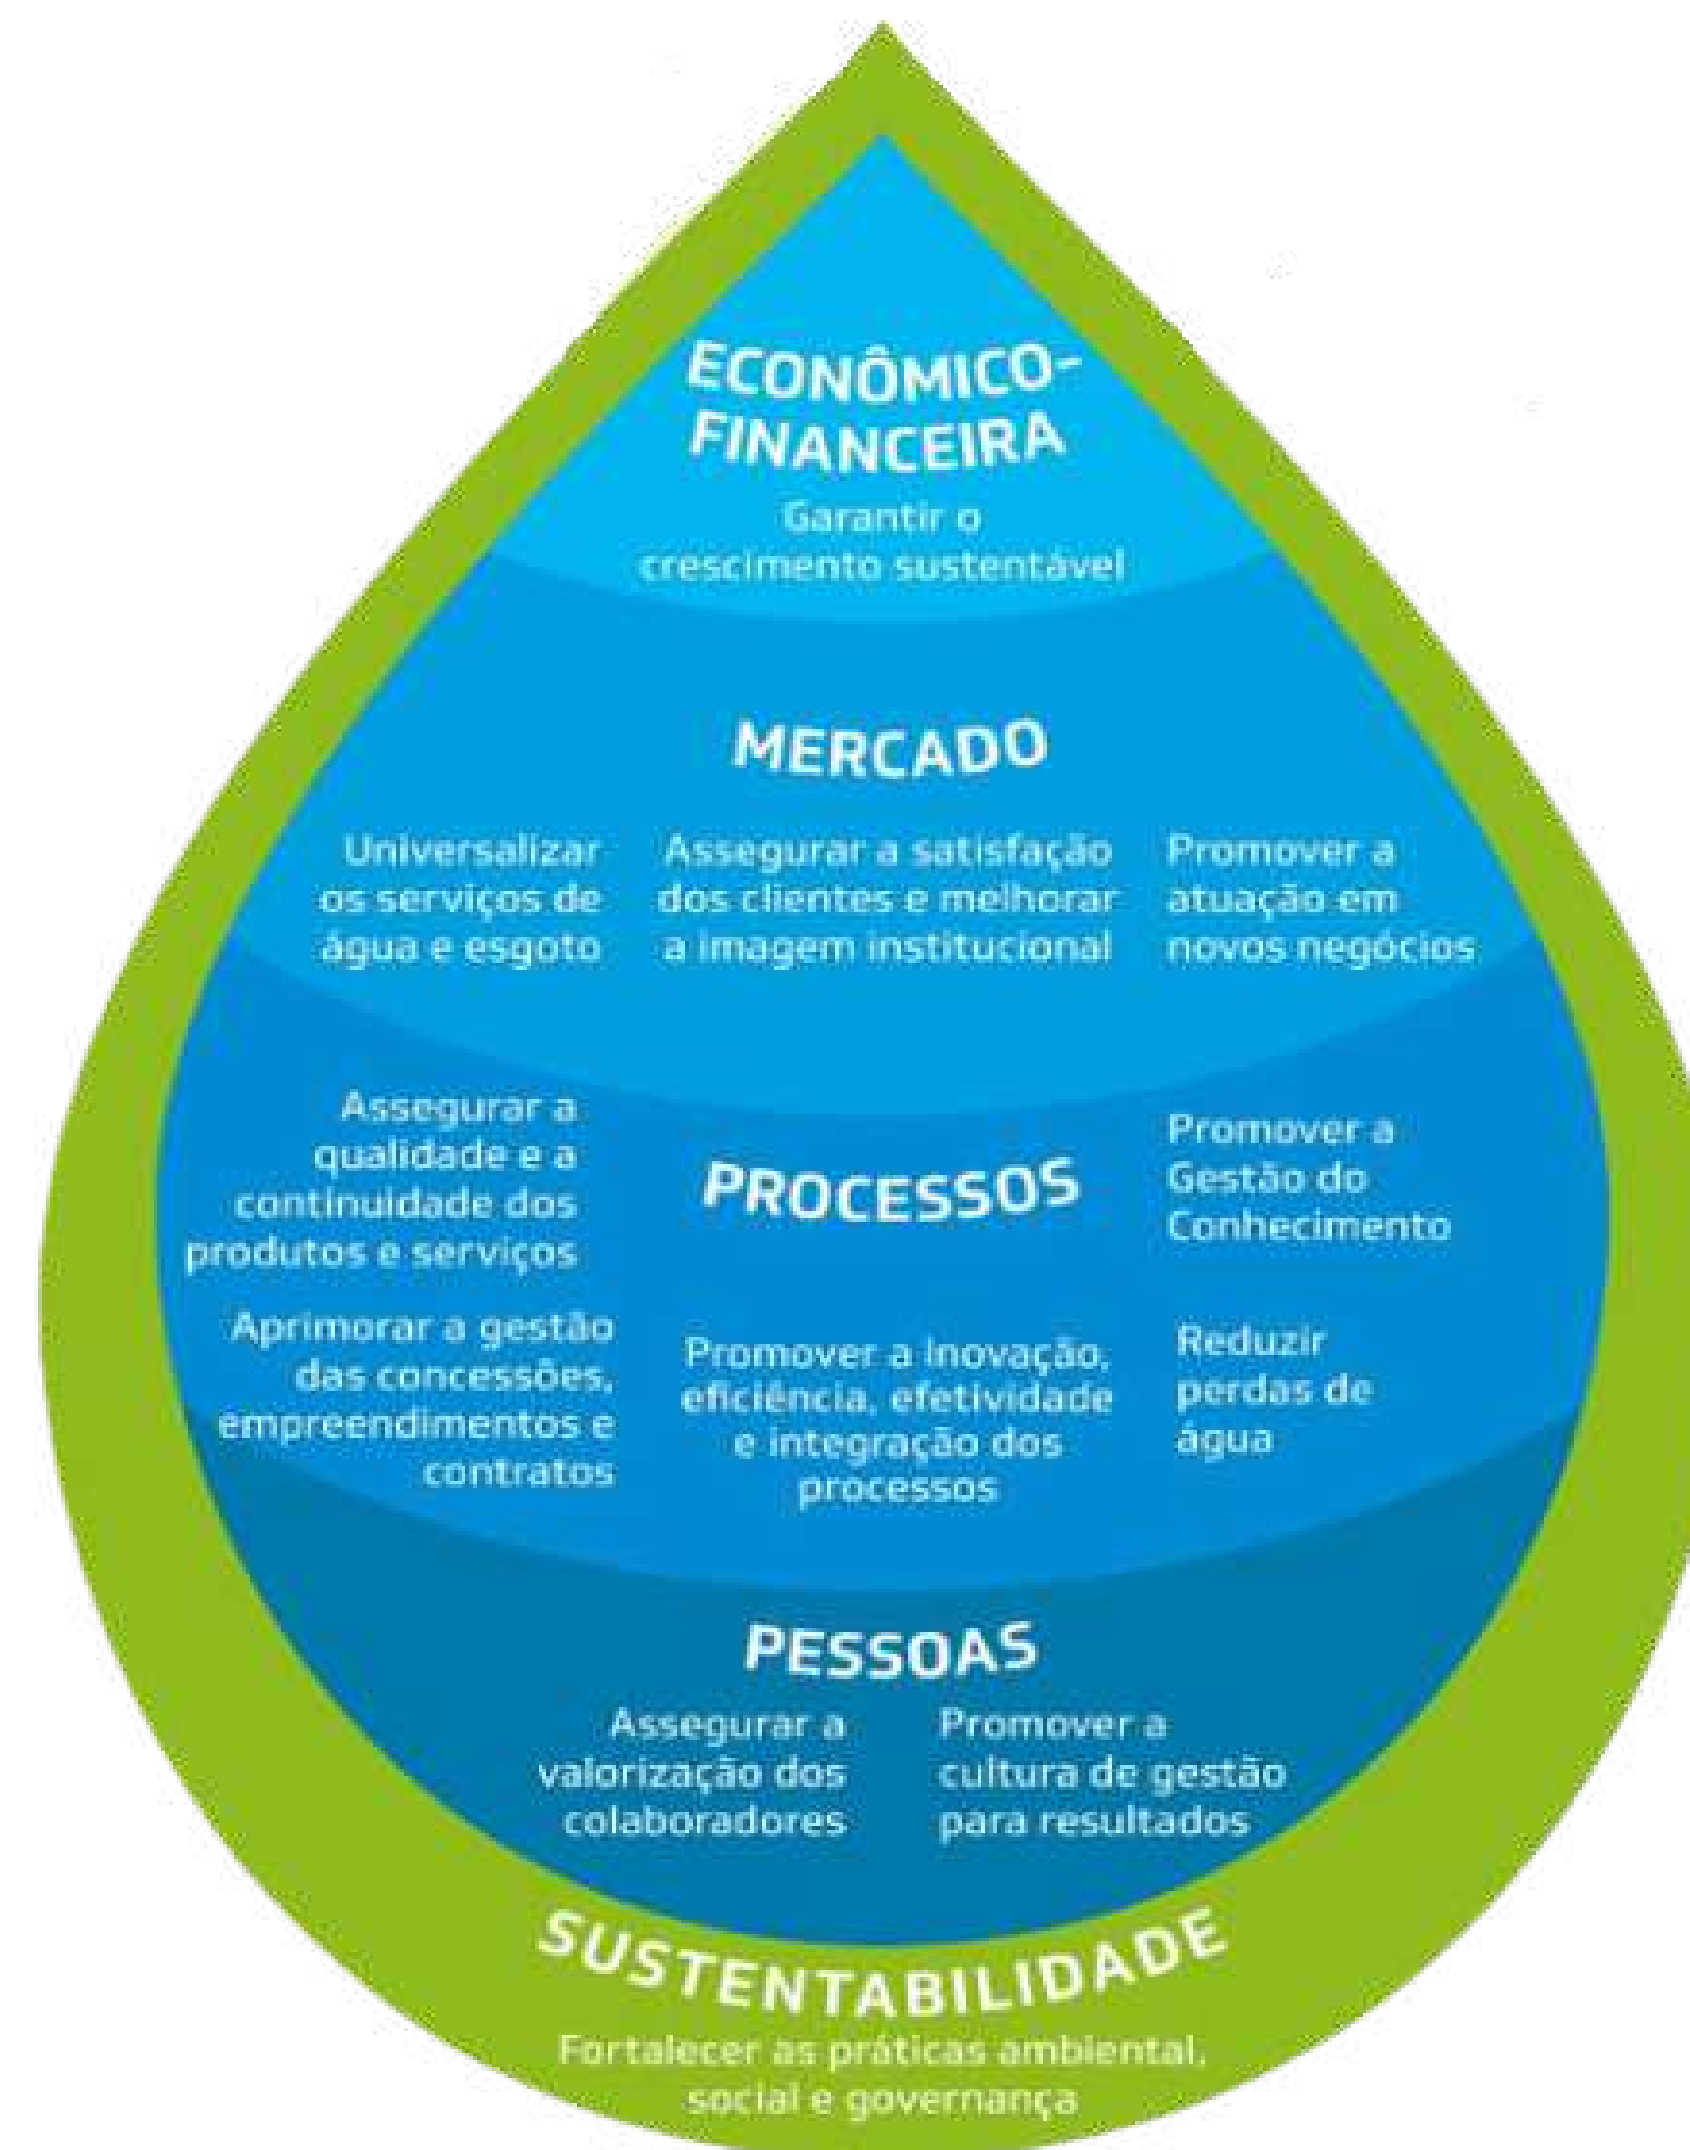 ECONÔMICO-
FINANCEIRA
Garantir o
crescimento sustentável
MERCADO
Universalizar
os serviços de
água e esgoto
Assegurar a satisfação
dos clientes e melhorar
a imagem institucional
Promover a
atuação em
novos negócios
PROCESSOS
Assegurar a
qualidade e a
continuidade dos
produtos e serviços
Promover a
Gestão do
Conhecimento
Aprimorar a gestão
das concessões,
empreendimentos e
contratos
Promover a inovação,
eficiência, efetividade
e integração dos
processos
Reduzir
perdas de
água
PESSOAS
Assegurar a
valorização dos
colaboradores
Promover a
cultura de gestão
para resultados
SUSTENTABILIDADE
Fortalecer as práticas ambiental,
social e governança